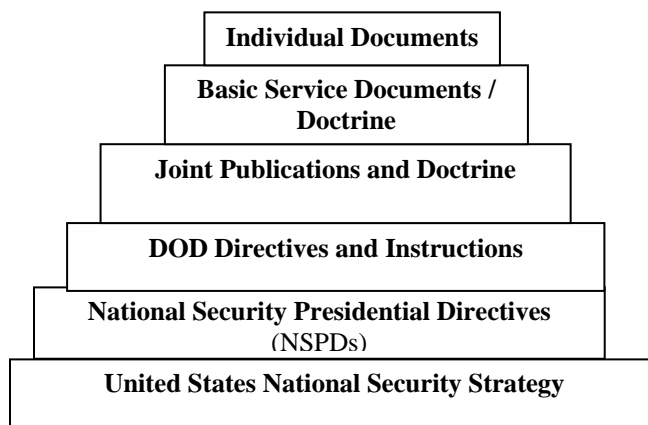 Individual Documents
Basic Service Documents /
Doctrine
Joint Publications and Doctrine
DOD Directives and Instructions
National Security Presidential Directives
(NSPDs)
United States National Security Strategy